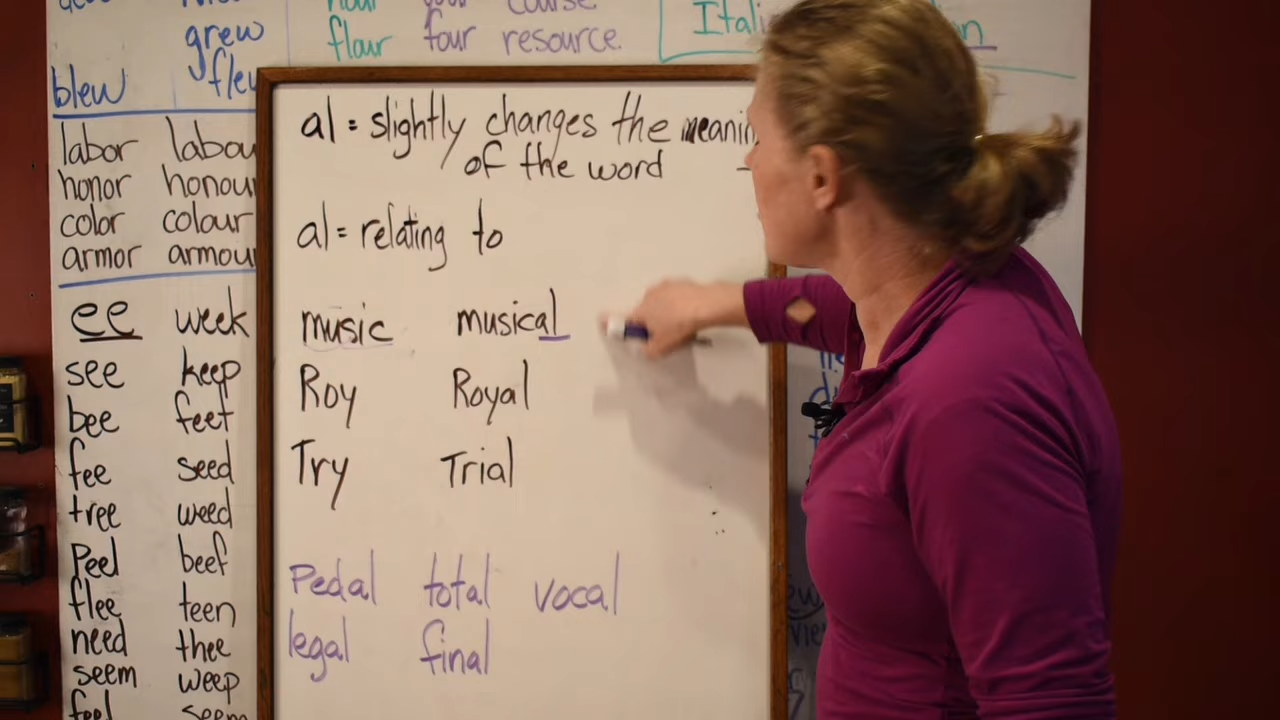 grew
flour four resource.
blew
al = slightly changes the
of the word
labor
honor
color colour
armor
al = relating to
ee week
see keep
bee feet
fee seed
tree weed
Peel beef
flee teen
need thee
seem weep
music musical
Roy Royal
Try Trial
Pedal total vocal
legal final